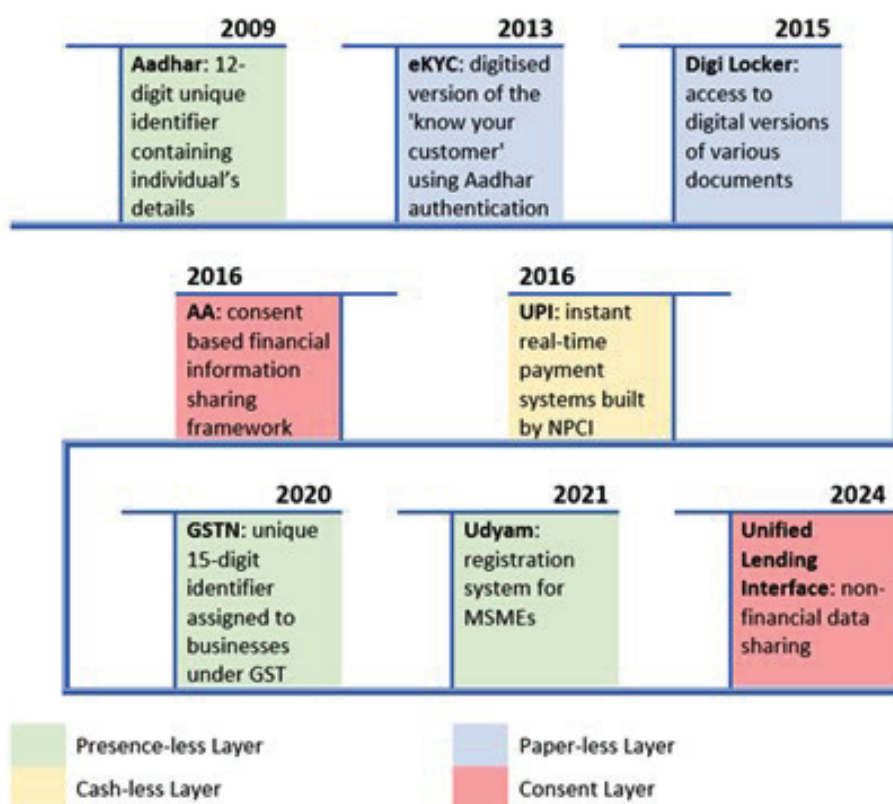 2009
Aadhar: 12-
digit unique
identifier
containing
individual's
details
2013
eKYC: digitised
version of the
'know your
customer'
using Aadhar
authentication
2015
Digi Locker:
access to
digital versions
of various
documents
2016
AA: consent
based financial
information
sharing
framework
2016
UPI: instant
real-time
payment
systems built
by NPCI
2020
GSTN: unique
15-digit
identifier
assigned to
businesses
under GST
2021
Udyam:
registration
system for
MSMEs
2024
Unified
Lending
Interface: non-
financial data
sharing
Presence-less Layer
Paper-less Layer
Cash-less Layer
Consent Layer